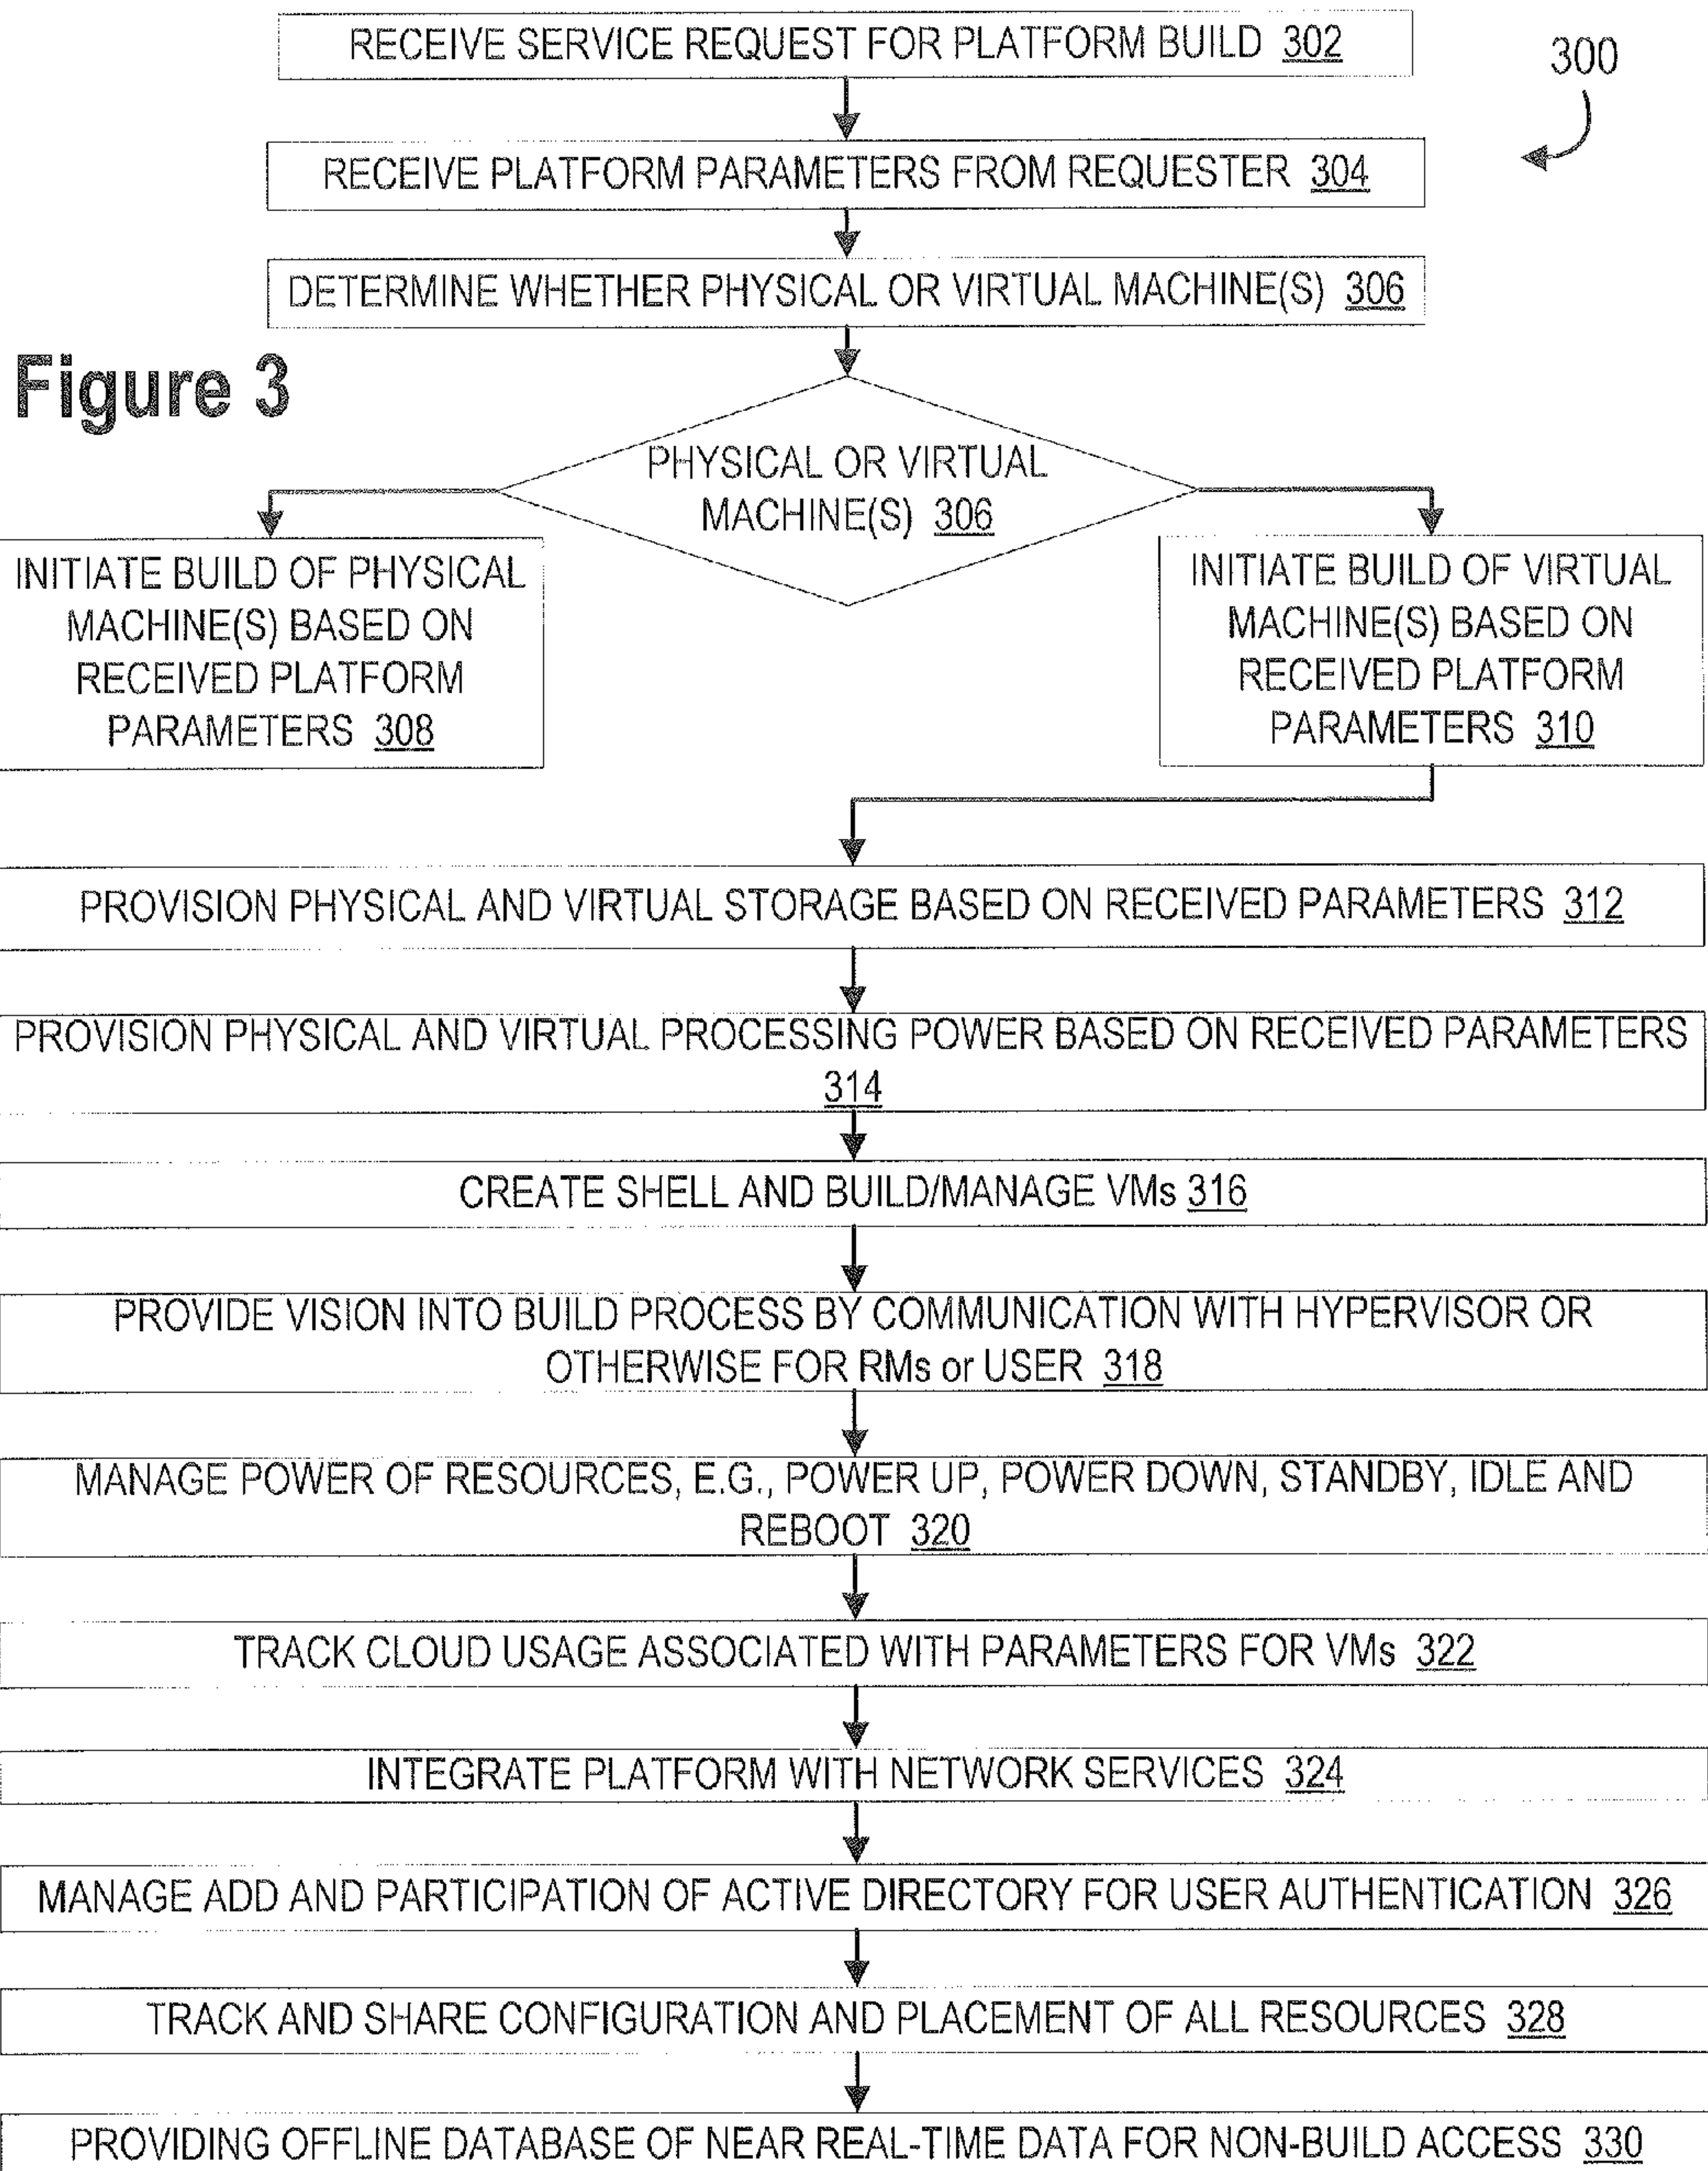 RECEIVE SERVICE REQUEST FOR PLATFORM BUILD 302
300
RECEIVE PLATFORM PARAMETERS FROM REQUESTER 304
DETERMINE WHETHER PHYSICAL OR VIRTUAL MACHINE(S) 306
Figure 3
PHYSICAL OR VIRTUAL
MACHINE(S) 306
INITIATE BUILD OF PHYSICAL
MACHINE(S) BASED ON
RECEIVED PLATFORM
PARAMETERS 308
INITIATE BUILD OF VIRTUAL
MACHINE(S) BASED ON
RECEIVED PLATFORM
PARAMETERS 310
PROVISION PHYSICAL AND VIRTUAL STORAGE BASED ON RECEIVED PARAMETERS 312
PROVISION PHYSICAL AND VIRTUAL PROCESSING POWER BASED ON RECEIVED PARAMETERS
314
CREATE SHELL AND BUILD/MANAGE VMs 316
PROVIDE VISION INTO BUILD PROCESS BY COMMUNICATION WITH HYPERVISOR OR
OTHERWISE FOR RMs or USER 318
MANAGE POWER OF RESOURCES, E.G., POWER UP, POWER DOWN, STANDBY, IDLE AND
REBOOT 320
TRACK CLOUD USAGE ASSOCIATED WITH PARAMETERS FOR VMs 322
INTEGRATE PLATFORM WITH NETWORK SERVICES 324
MANAGE ADD AND PARTICIPATION OF ACTIVE DIRECTORY FOR USER AUTHENTICATION 326
TRACK AND SHARE CONFIGURATION AND PLACEMENT OF ALL RESOURCES 328
PROVIDING OFFLINE DATABASE OF NEAR REAL-TIME DATA FOR NON-BUILD ACCESS 330